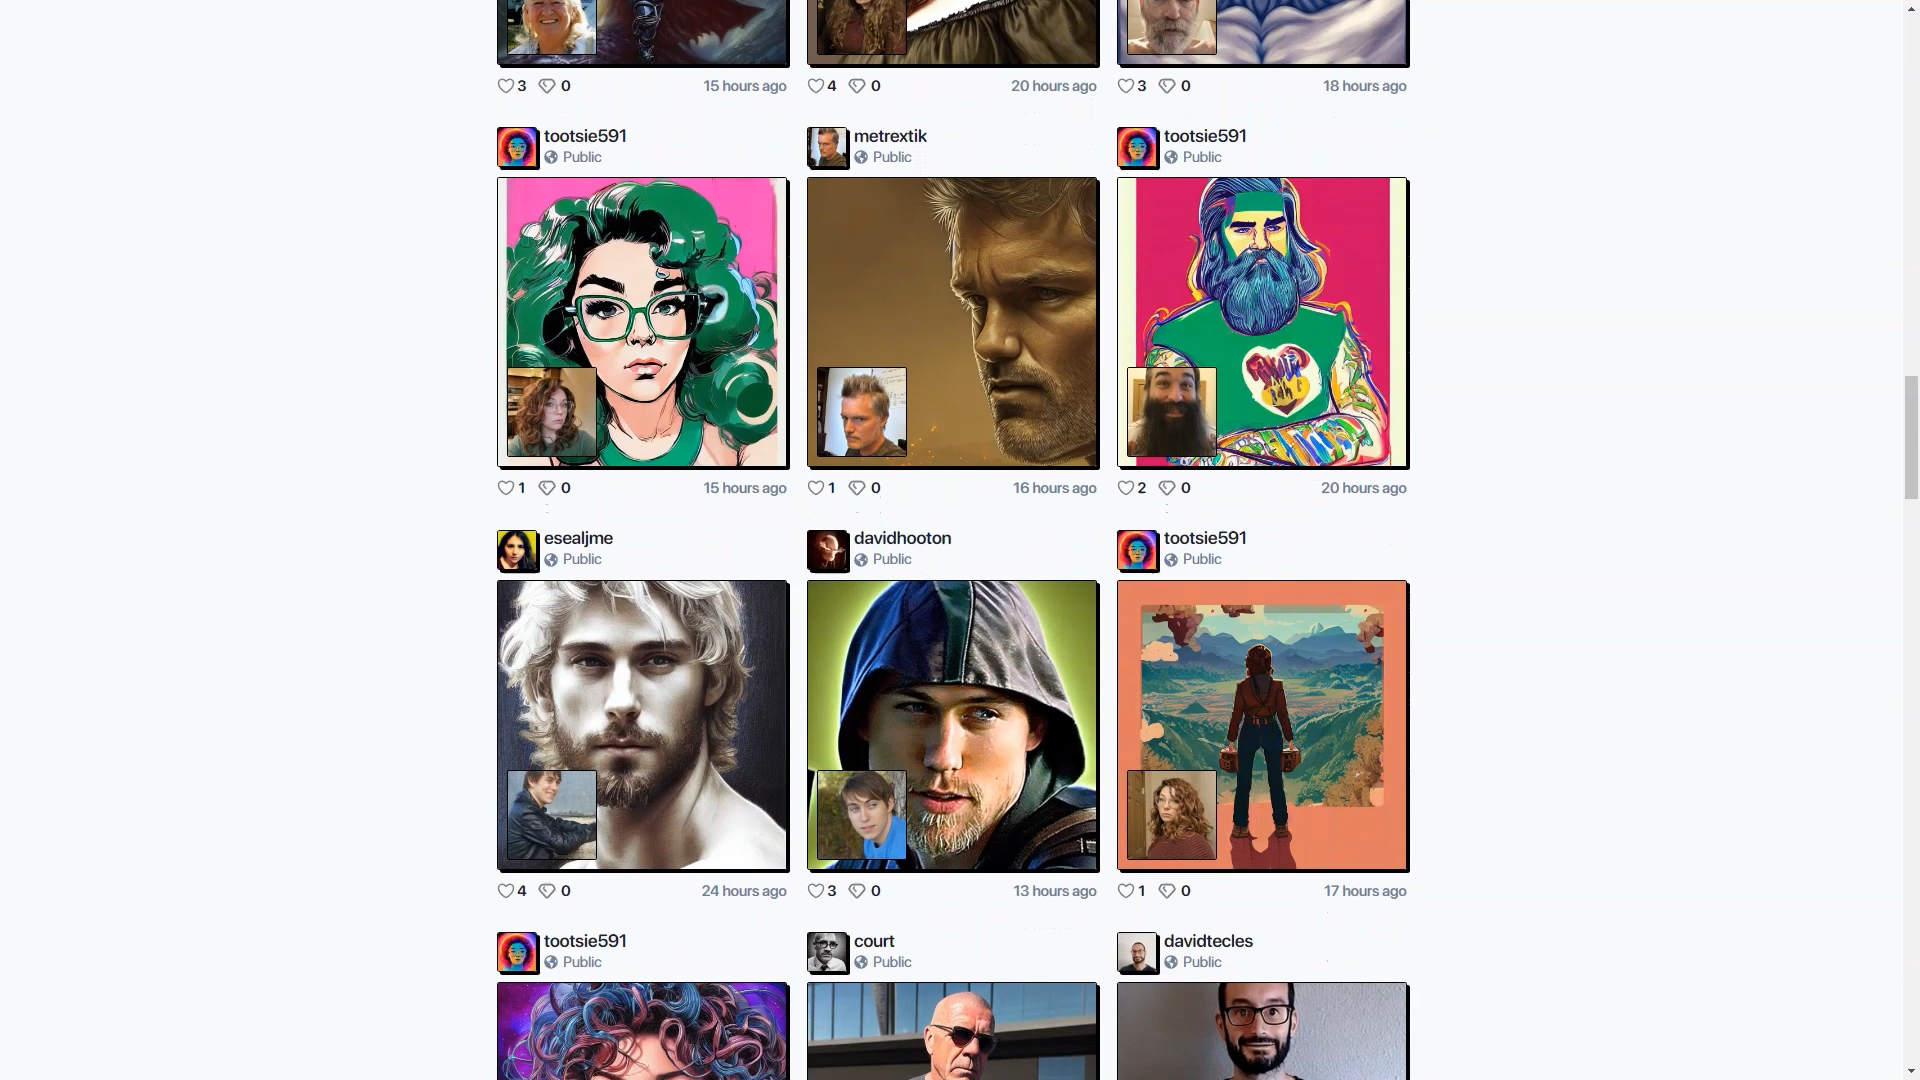 3 0 15 hours ago
4 0 20 hours ago
3 0 18 hours ago
tootsie591
Public
metrextik
Public
tootsie591
Public
1 0 15 hours ago
1 0 16 hours ago
2 0 20 hours ago
esealjme
Public
davidhooton
Public
tootsie591
Public
4 0 24 hours ago
3 0 13 hours ago
1 0 17 hours ago
tootsie591
Public
court
Public
davidtecles
Public